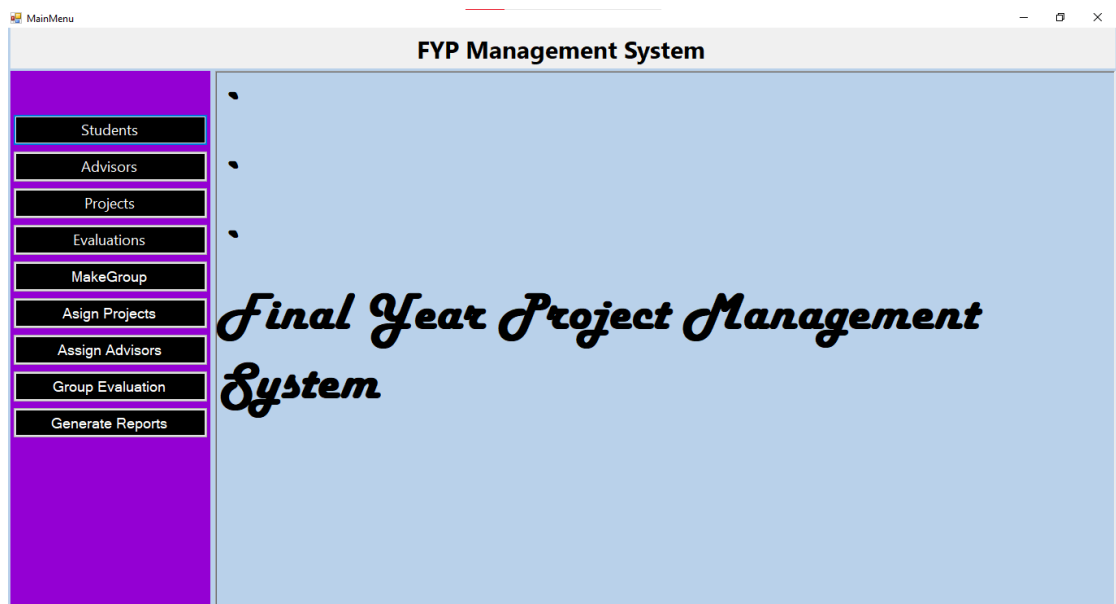 MainMenu
FYP Management System
Students
Advisors
Projects
Evaluations
MakeGroup
Asign Projects
Assign Advisors
Group Evaluation
Generate Reports
.
.
.
Final Year Project Management
System